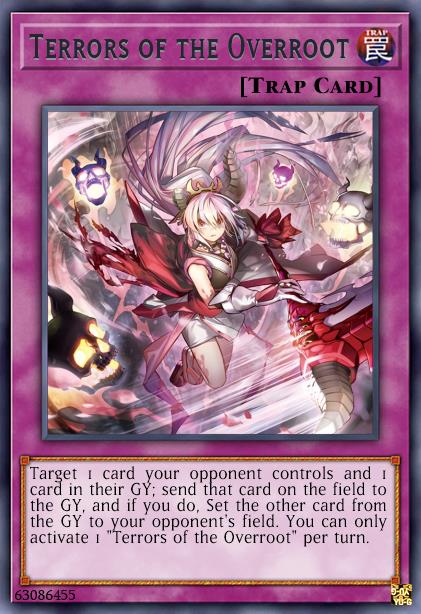 Terrors of the Overroot
TRAP
罠
[Trap Card]
Target 1 card your opponent controls and 1
card in their GY; send that card on the field to
the GY, and if you do, Set the other card from
the GY to your opponent's field. You can only
activate 1 "Terrors of the Overroot" per turn.
63086455